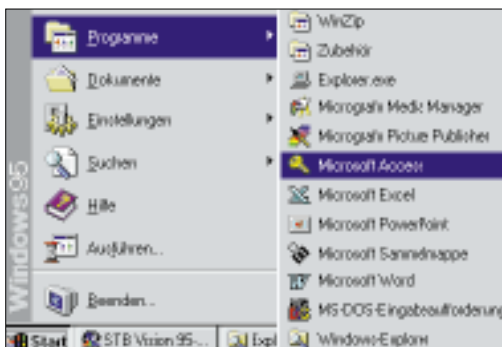 Windows95
Programme
Dokumente
Einstellungen
Suchen
Hilfe
Ausführen...
Beenden...
WinZip
Zubehör
Explorer.exe
Micrografx Media Manager
Micrografx Picture Publisher
Microsoft Access
Microsoft Excel
Microsoft PowerPoint
Microsoft Sammelmappe
Microsoft Word
MS-DOS-Eingabeaufforderung
Windows-Explorer
Start
STB Vision 95-...
Expl